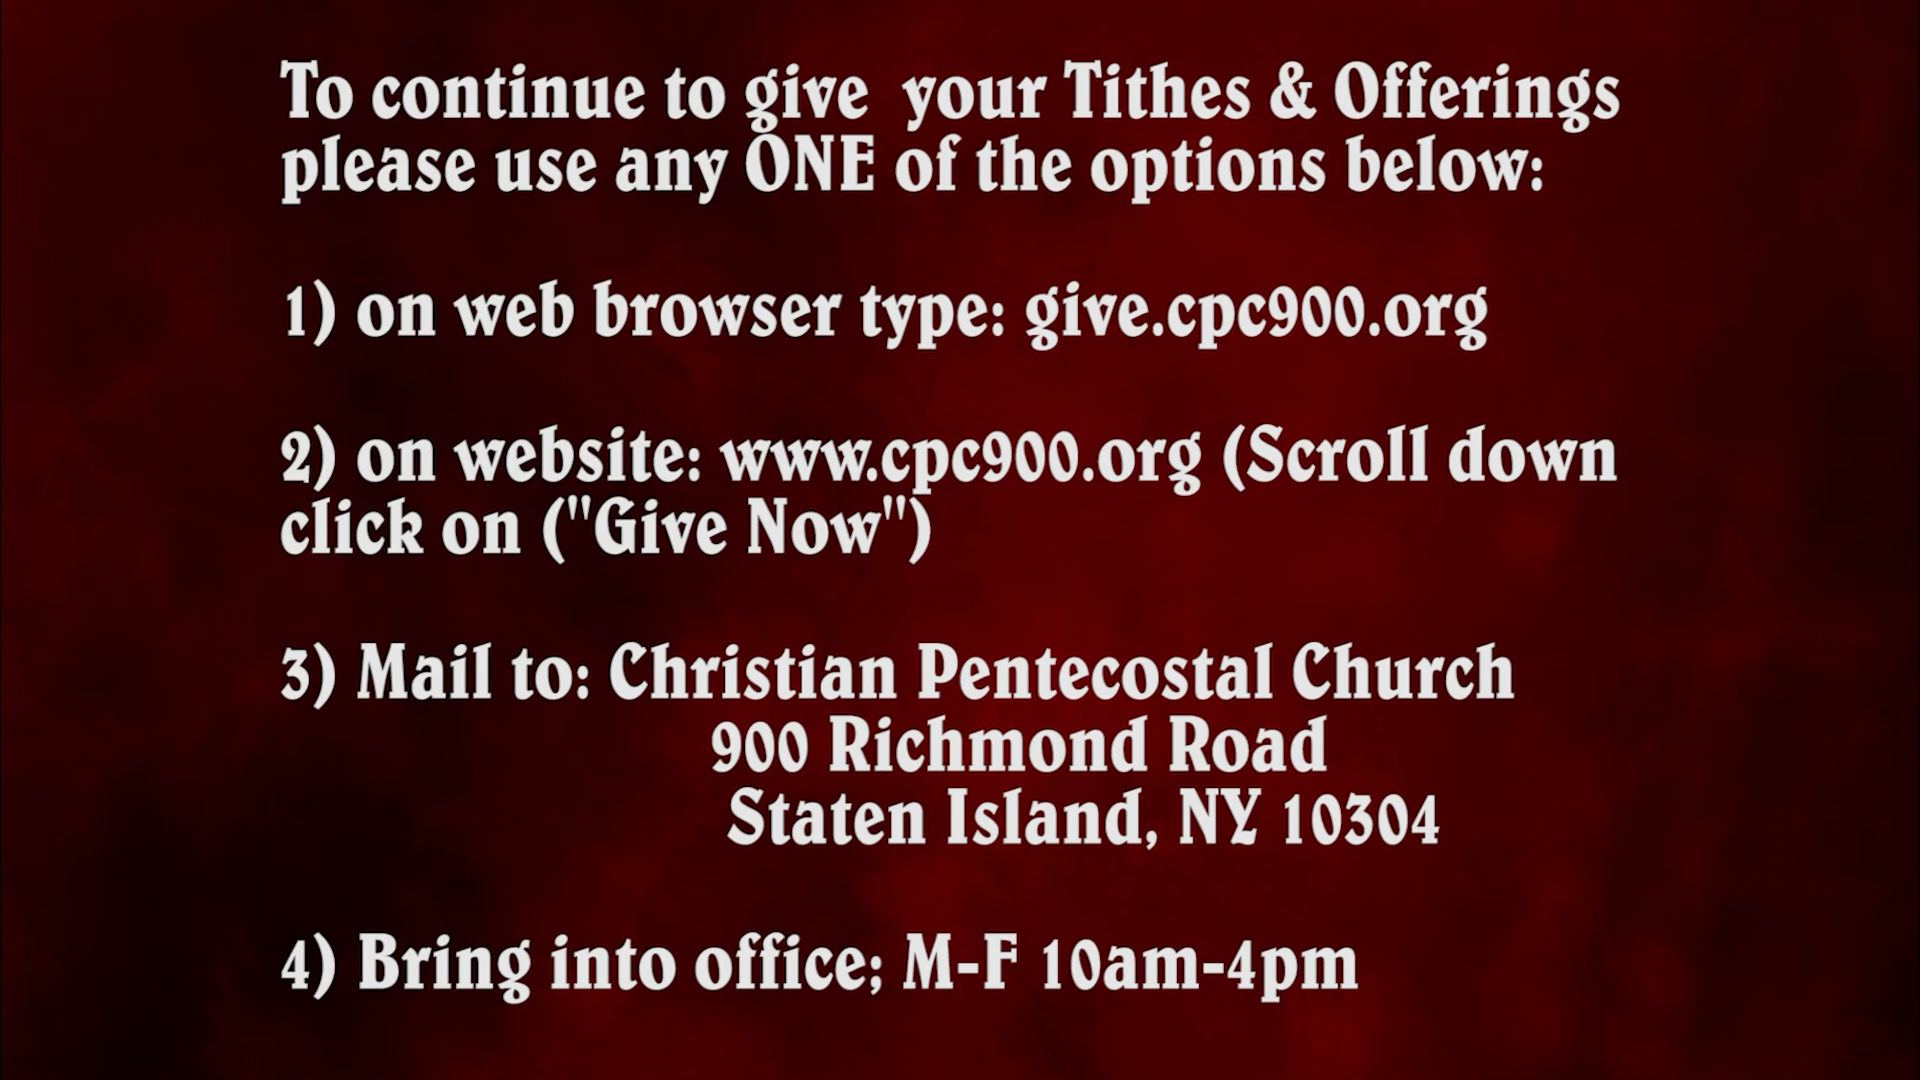 To continue to give  your Tithes & Offerings
please use any ONE of the options below:
1) on web browser type: give.cpc900.org
2) on website: www.cpc900.org (Scroll down
click on ("Give Now")
3) Mail to: Christian Pentecostal Church
900 Richmond Road
Staten Island, NY 10304
4) Bring into office; M-F 10am-4pm